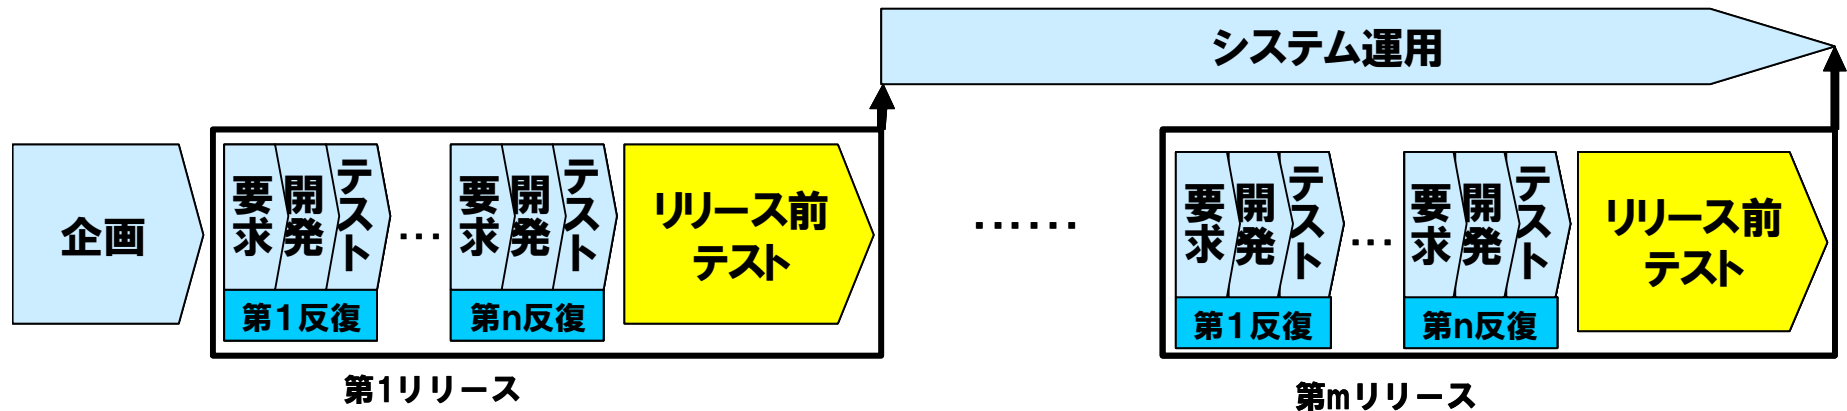 システム運用
企画
要求
開発
テスト
…
要求
開発
テスト
第1反復
第n反復
リリース前
テスト
第1リリース
……
要求
開発
テスト
…
要求
開発
テスト
第1反復
第n反復
リリース前
テスト
第mリリース